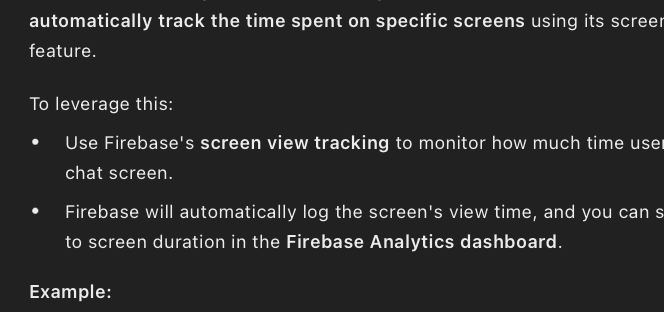 automatically track the time spent on specific screens using its screen
feature.
To leverage this:
• Use Firebase's screen view tracking to monitor how much time user
chat screen.
• Firebase will automatically log the screen's view time, and you can s
to screen duration in the Firebase Analytics dashboard.
Example: